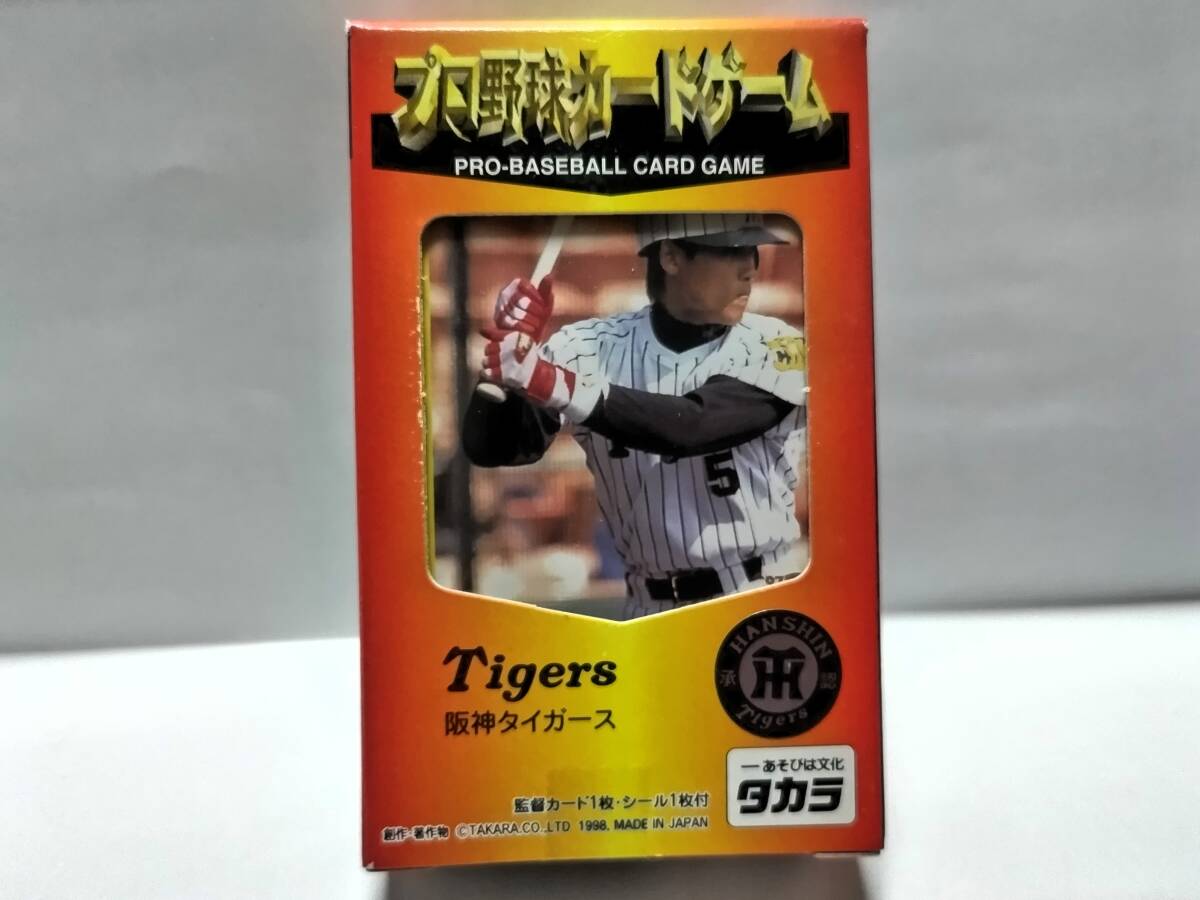 プロ野球カードゲーム
PRO-BASEBALL CARD GAME
5
97
Tigers
阪神タイガース
HANSHIN
承 認
TH
Tigers
あそびは文化
タカラ
監督カード1枚・シール1枚付
創作・著作物 ©TAKARA.CO.,LTD 1998. MADE IN JAPAN